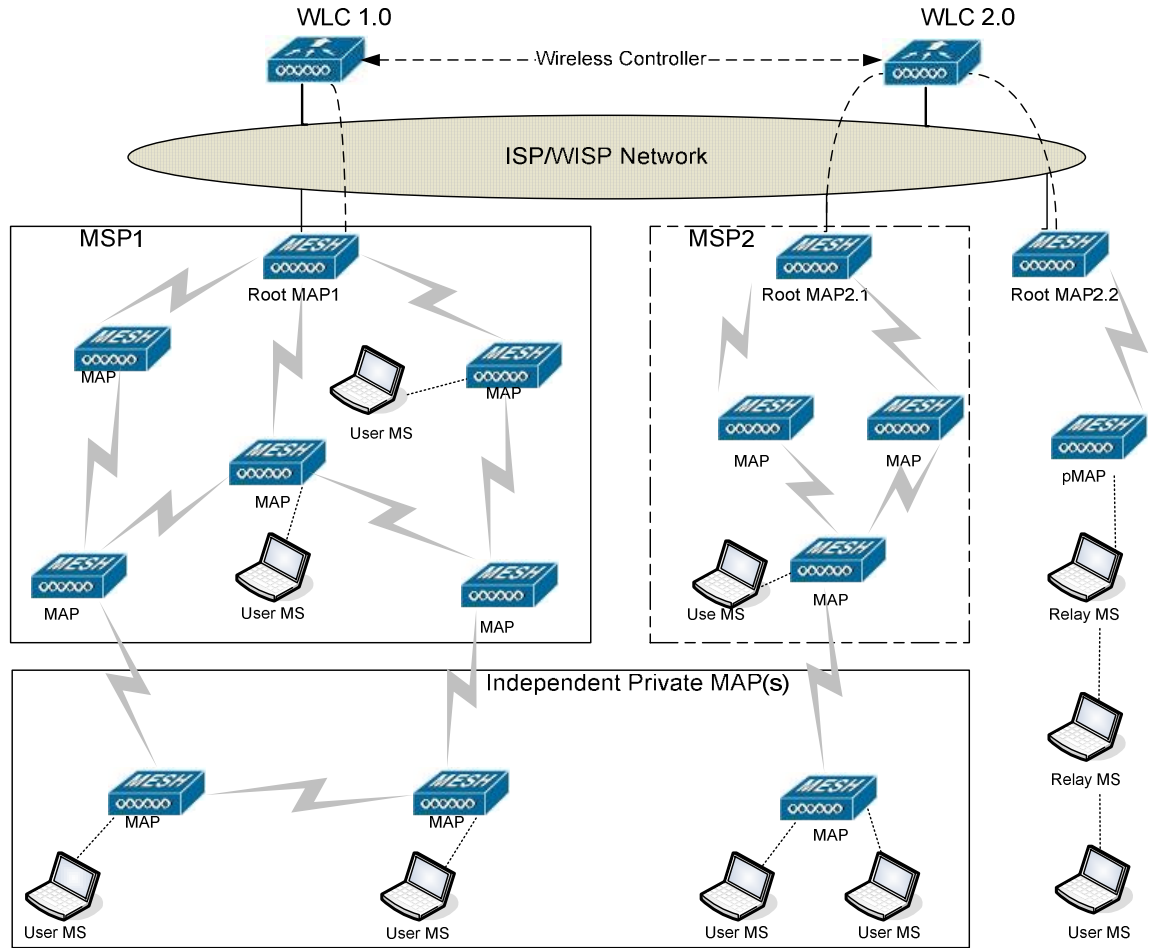 WLC 1.0
WLC 2.0
Wireless Controller
ISP/WISP Network
MSP1
MSP2
MESH
Root MAP1
MESH
Root MAP2.1
MESH
Root MAP2.2
MESH
MAP
MESH
MAP
User MS
MESH
MAP
MESH
MAP
MESH
MAP
MESH
pMAP
MESH
MAP
User MS
MESH
MAP
MESH
MAP
Use MS
Relay MS
Independent Private MAP(s)
Relay MS
MESH
MAP
MESH
MAP
MESH
MAP
User MS
User MS
User MS
User MS
User MS